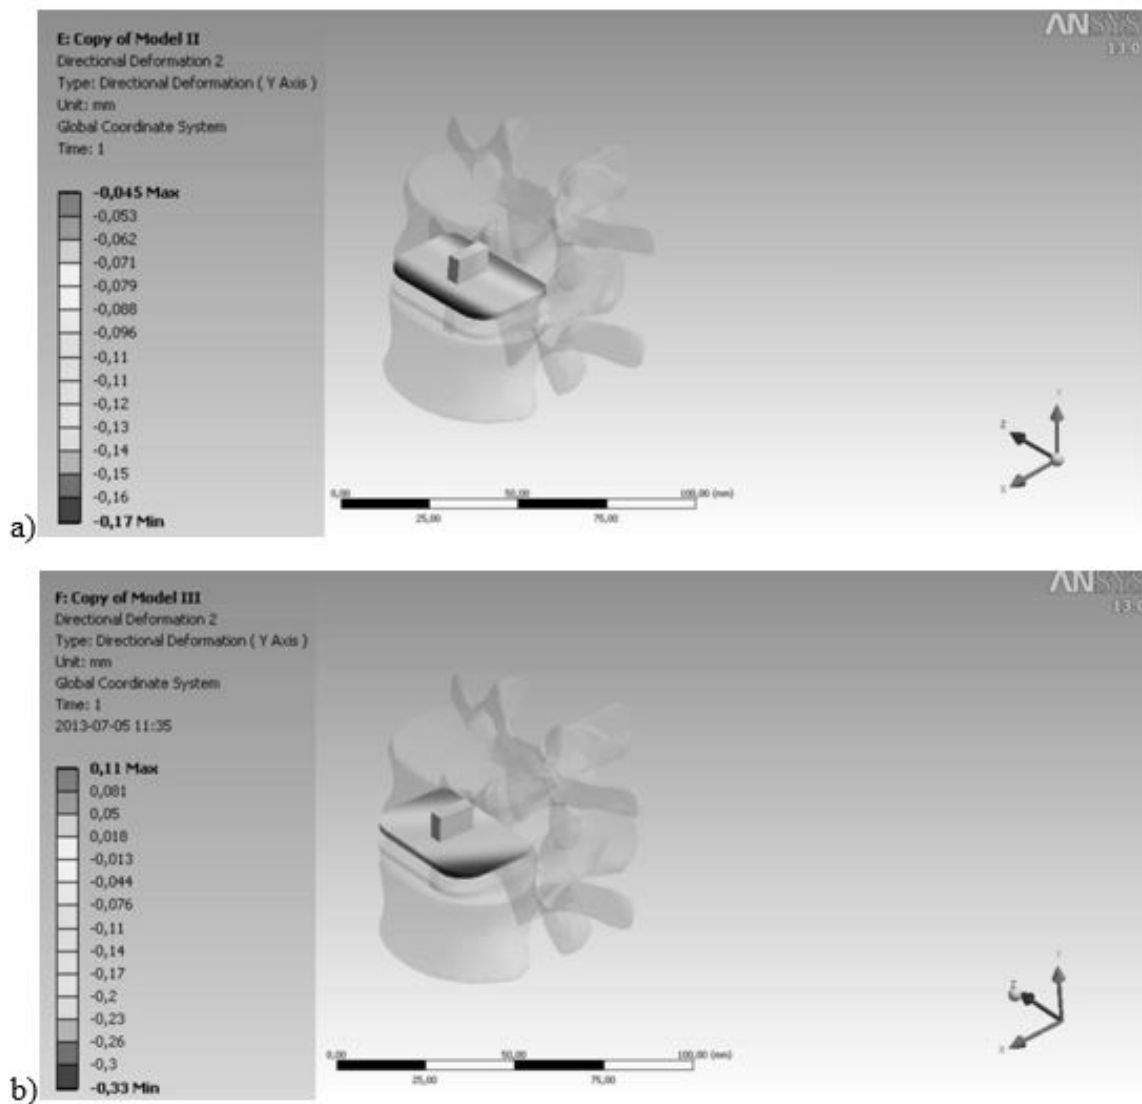 E: Copy of Model II
Directional Deformation 2
Type: Directional Deformation ( Y Axis )
Unit: mm
Global Coordinate System
Time: 1
-0,045 Max
-0,053
-0,062
-0,071
-0,079
-0,088
-0,096
-0,11
-0,11
-0,12
-0,13
-0,14
-0,15
-0,16
-0,17 Min
ANSYS
13.0
Y
Z
X
0,00 50,00 100,00 (mm)
25,00 75,00
a)
F: Copy of Model III
Directional Deformation 2
Type: Directional Deformation ( Y Axis )
Unit: mm
Global Coordinate System
Time: 1
2013-07-05 11:35
0,11 Max
0,081
0,05
0,018
-0,013
-0,044
-0,076
-0,11
-0,14
-0,17
-0,2
-0,23
-0,26
-0,3
-0,33 Min
ANSYS
13.0
Y
Z
X
0,00 50,00 100,00 (mm)
25,00 75,00
b)